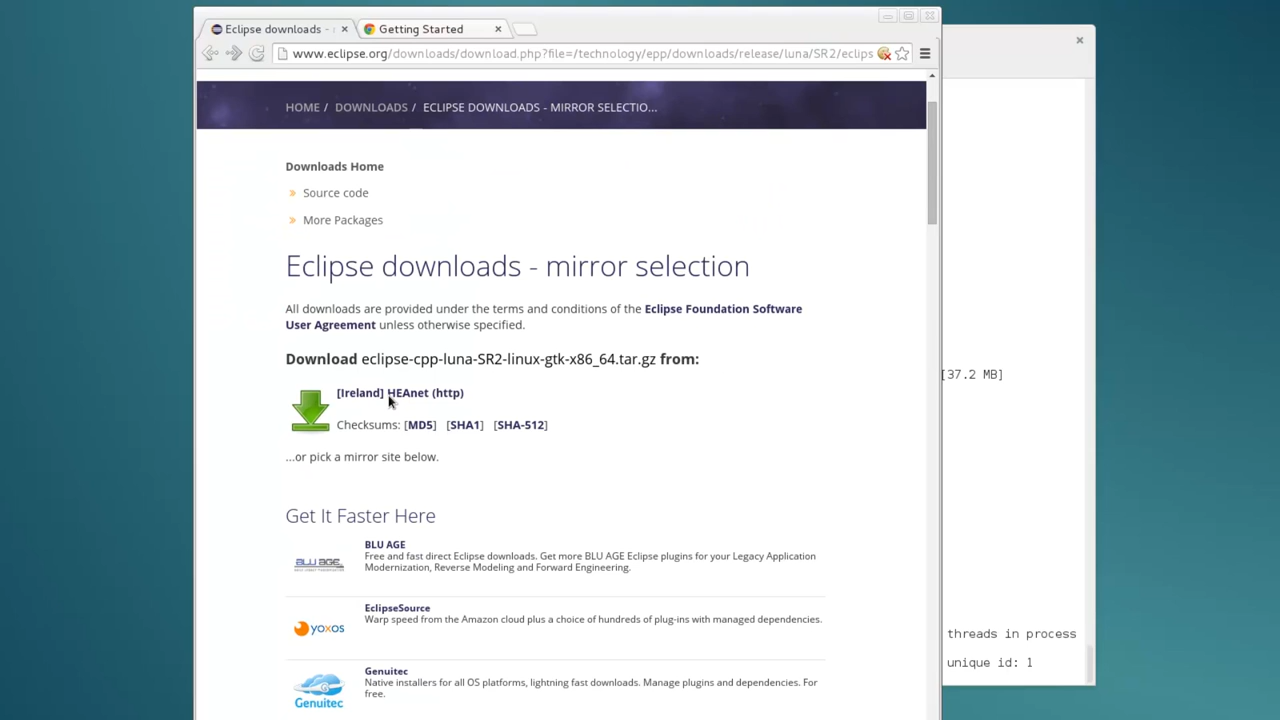 Eclipse downloads -
Getting Started
www.eclipse.org/downloads/download.php?file=/technology/epp/downloads/release/luna/SR2/eclips
HOME / DOWNLOADS / ECLIPSE DOWNLOADS - MIRROR SELECTIO...
Downloads Home
» Source code
» More Packages
Eclipse downloads - mirror selection
All downloads are provided under the terms and conditions of the Eclipse Foundation Software
User Agreement unless otherwise specified.
Download eclipse-cpp-luna-SR2-linux-gtk-x86_64.tar.gz from:
[37.2 MB]
[Ireland] HEAnet (http)
Checksums: [MD5] [SHA1] [SHA-512]
...or pick a mirror site below.
Get It Faster Here
BLU AGE
BLU AGE
Free and fast direct Eclipse downloads. Get more BLU AGE Eclipse plugins for your Legacy Application
Modernization, Reverse Modeling and Forward Engineering.
EclipseSource
yoxos
Warp speed from the Amazon cloud plus a choice of hundreds of plug-ins with managed dependencies.
threads in process
unique id: 1
Genuitec
Genuitec
Native installers for all OS platforms, lightning fast downloads. Manage plugins and dependencies. For
free.